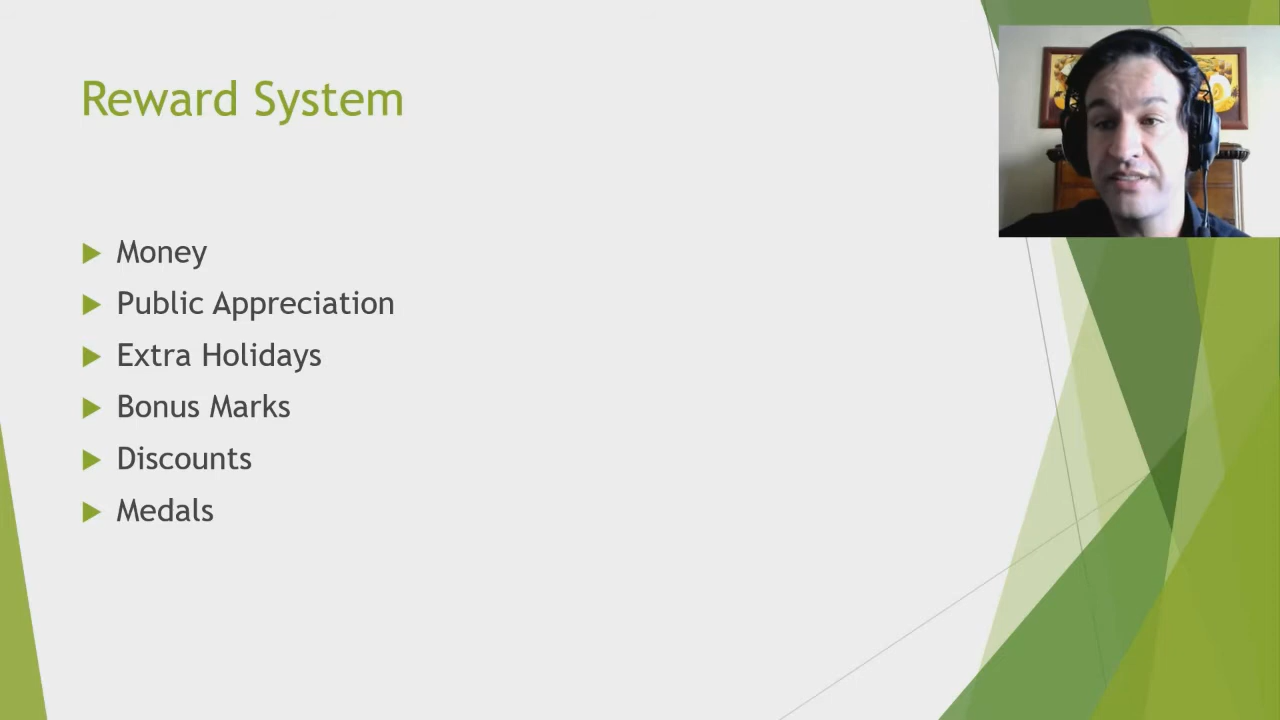 Reward System
Money
Public Appreciation
Extra Holidays
Bonus Marks
Discounts
Medals